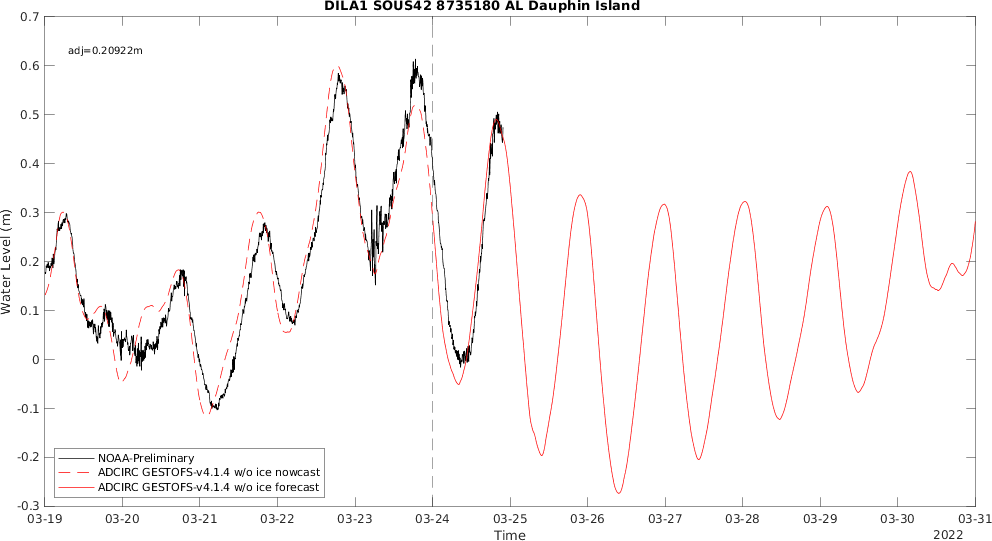 DILA1 SOUS42 8735180 AL Dauphin Island
0.7
adj=0.20922m
0.6
0.5
0.4
0.3
0.2
0.1
0
-0.1
-0.2
-0.3
Water Level (m)
NOAA-Preliminary
ADCIRC GESTOFS-v4.1.4 w/o ice nowcast
ADCIRC GESTOFS-v4.1.4 w/o ice forecast
03-19 03-20 03-21 03-22 03-23 03-24 03-25 03-26 03-27 03-28 03-29 03-30 03-31
Time
2022